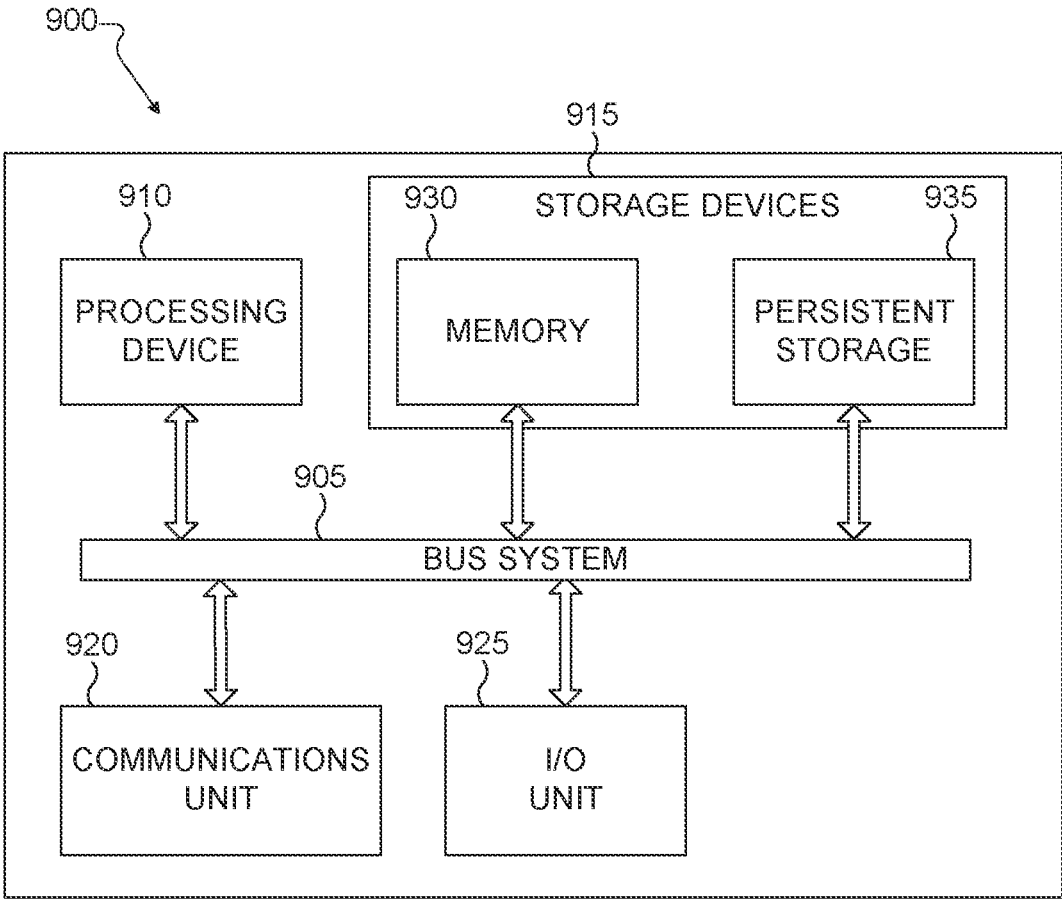 900
915
910
930
STORAGE DEVICES
935
PROCESSING
DEVICE
MEMORY
PERSISTENT
STORAGE
905
BUS SYSTEM
920
925
COMMUNICATIONS
UNIT
I/O
UNIT